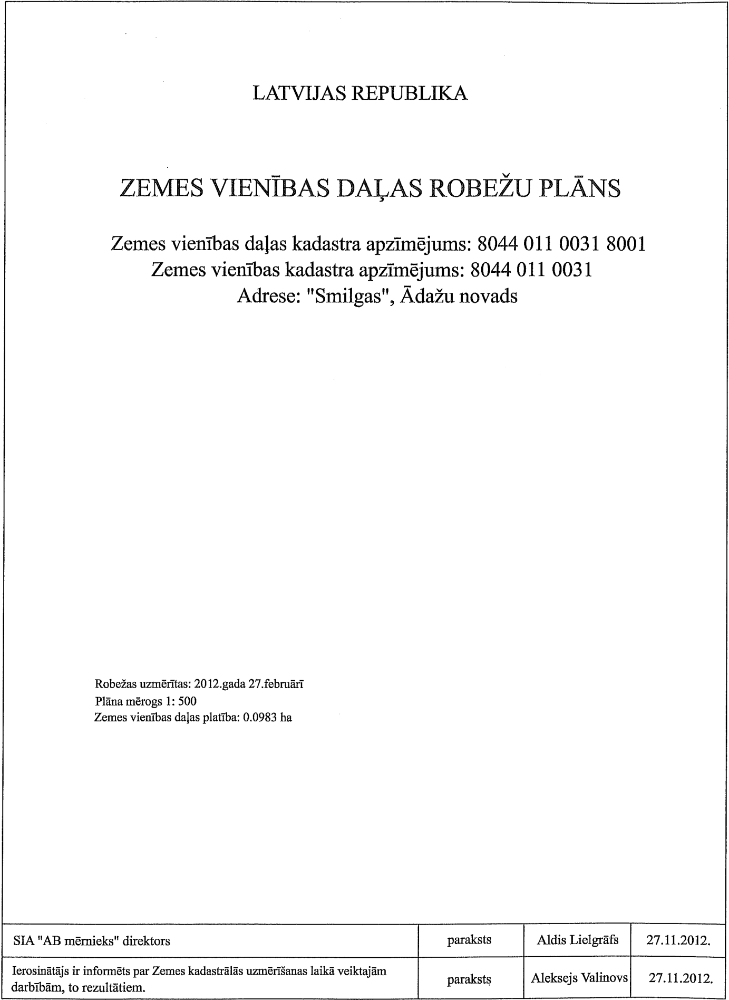 LATVIJAS REPUBLIKA
ZEMES VIENĪBAS DAĻAS ROBEŽU PLĀNS
Zemes vienības daļas kadastra apzīmējums: 8044 011 0031 8001
Zemes vienības kadastra apzīmējums: 8044 011 0031
Adrese: "Smilgas", Ādažu novads
Robežas uzmērītas: 2012.gada 27.februārī
Plāna mērogs 1: 500
Zemes vienības daļas platība: 0.0983 ha
SIA "AB mērnieks" direktors paraksts Aldis Lielgrāfs 27.11.2012.
Ierosinātājs ir informēts par Zemes kadastrālās uzmērīšanas laikā veiktajām
darbībām, to rezultātiem. paraksts Aleksejs Valinovs 27.11.2012.